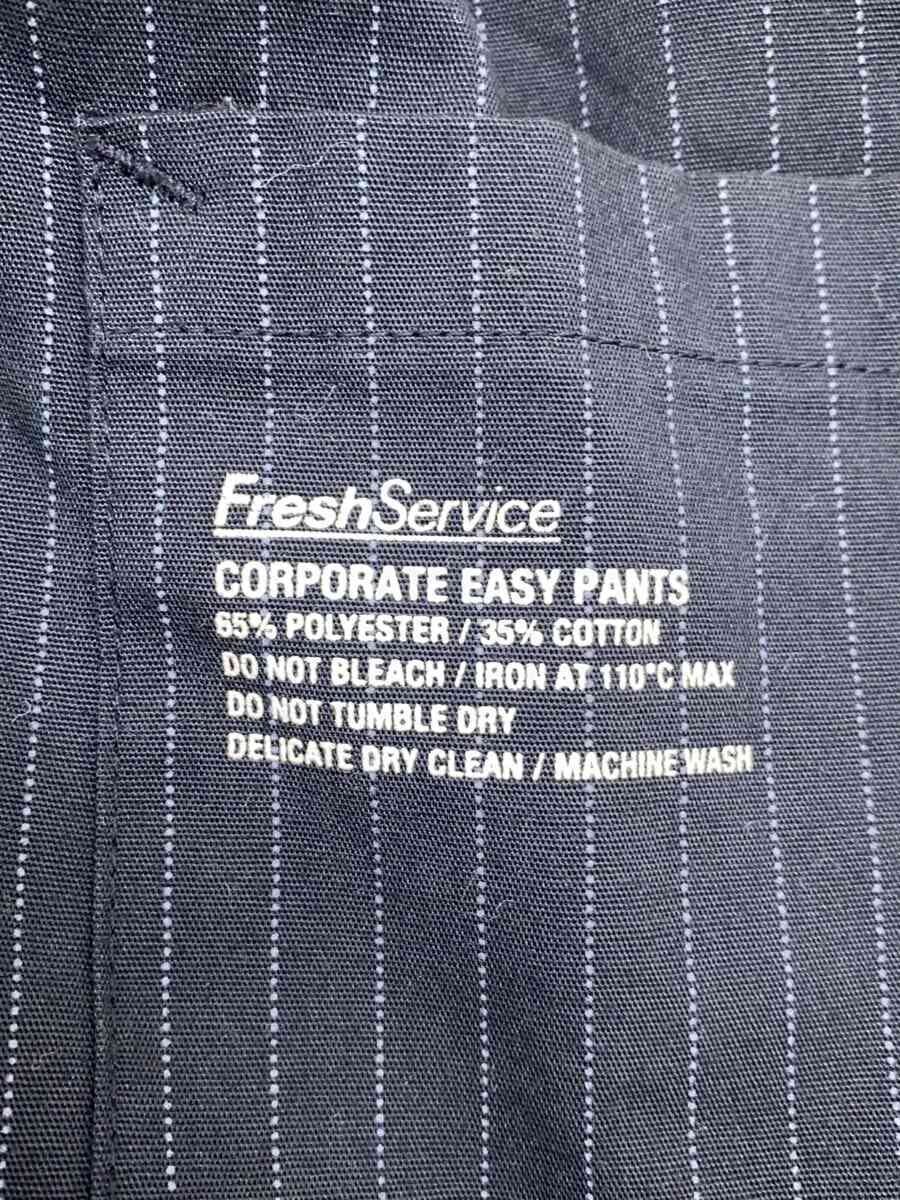 FreshService
CORPORATE EASY PANTS
65% POLYESTER / 35% COTTON
DO NOT BLEACH / IRON AT 110°C MAX
DO NOT TUMBLE DRY
DELICATE DRY CLEAN / MACHINE WASH